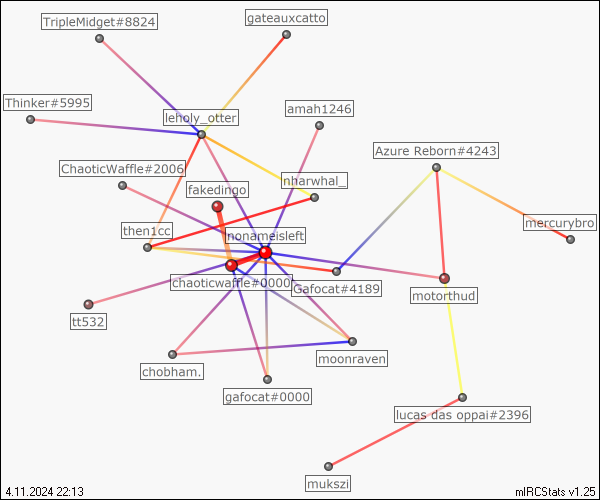 TripleMidget#8824
gateauxcatto
Thinker#5995
leholy_otter
amah1246
Azure Reborn#4243
ChaoticWaffle#2006
fakedingo
nharwhal_
mercurybro
then1cc
nonameisleft
chaoticwaffle#0000
Gafocat#4189
motorthud
tt532
chobham.
moonraven
gafocat#0000
lucas das oppai#2396
mukszi
4.11.2024 22:13
mIRCStats v1.25